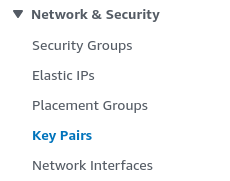 Network & Security
Security Groups
Elastic IPs
Placement Groups
Key Pairs
Network Interfaces